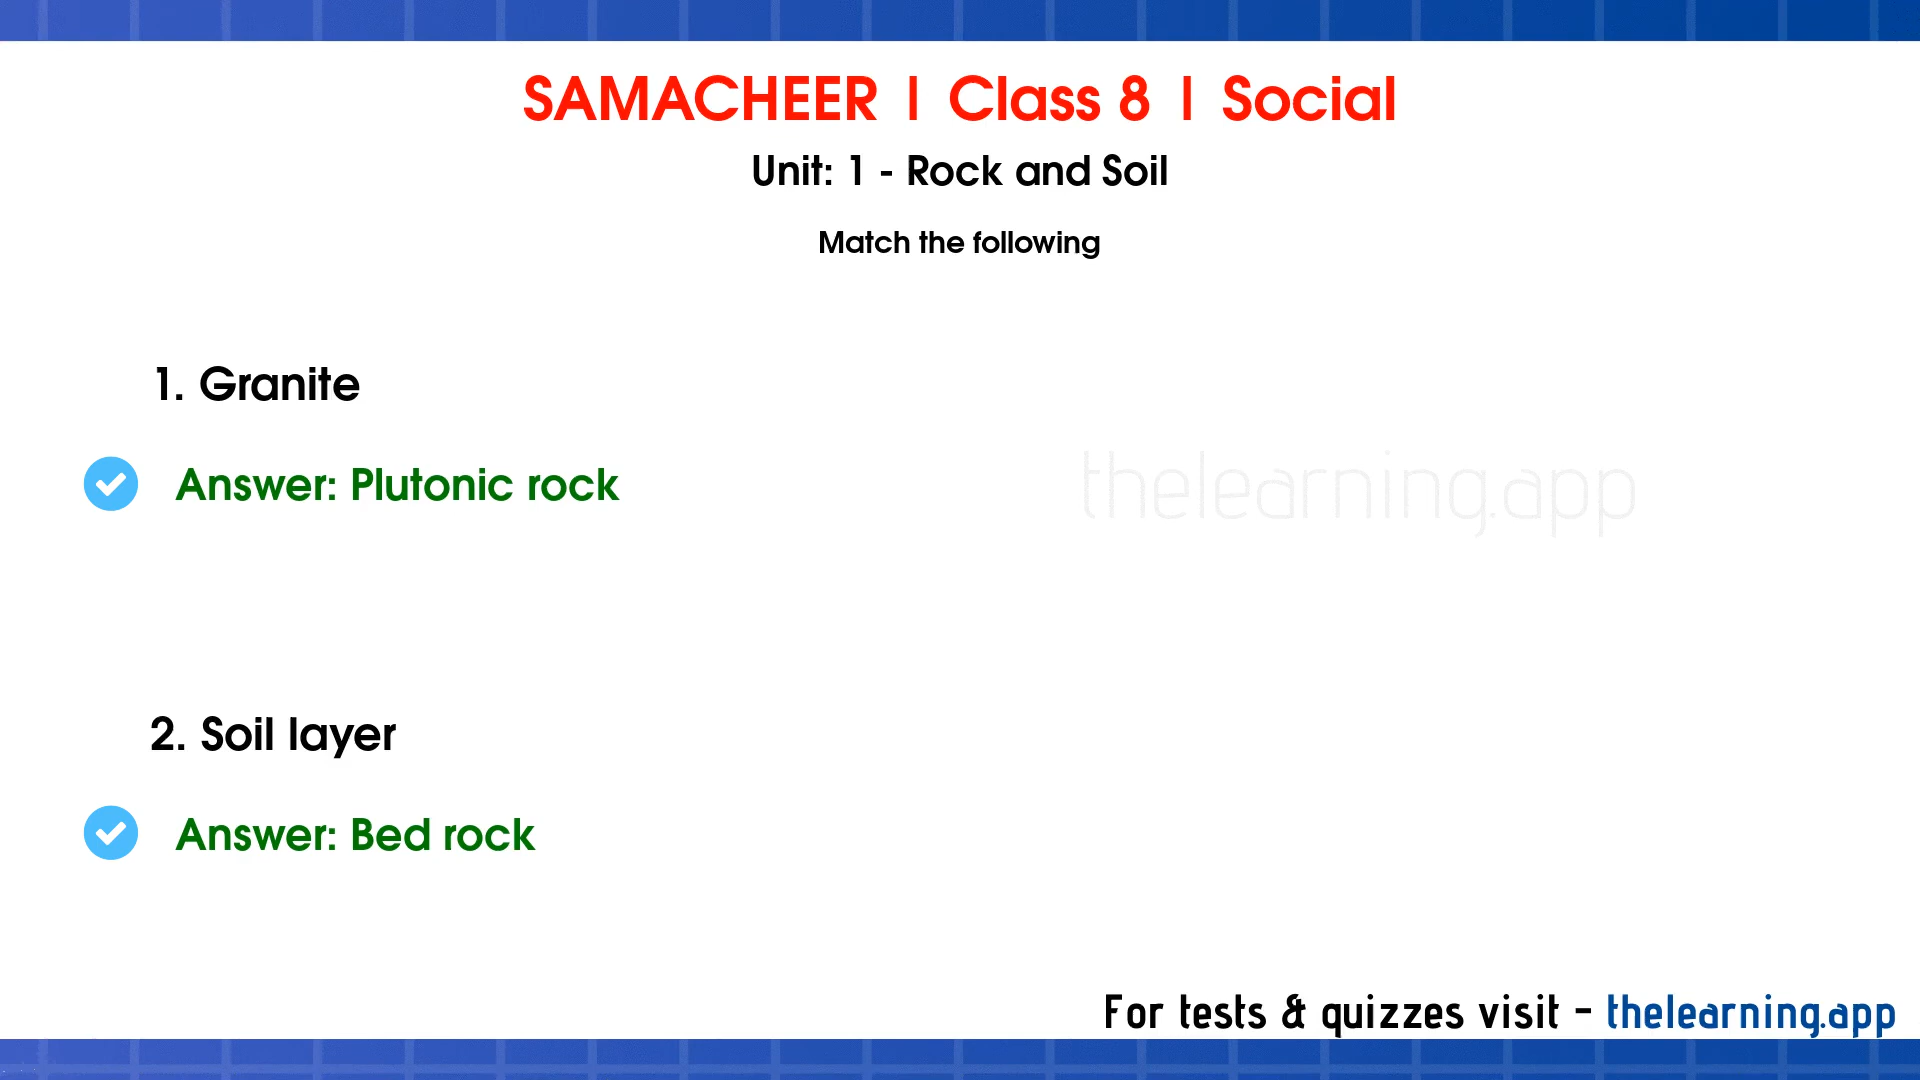 SAMACHEER | Class 8 | Social
Unit: 1 - Rock and Soil
Match the following
1. Granite
Answer: Plutonic rock
thelearning.app
2. Soil layer
Answer: Bed rock
For tests & quizzes visit - thelearning.app